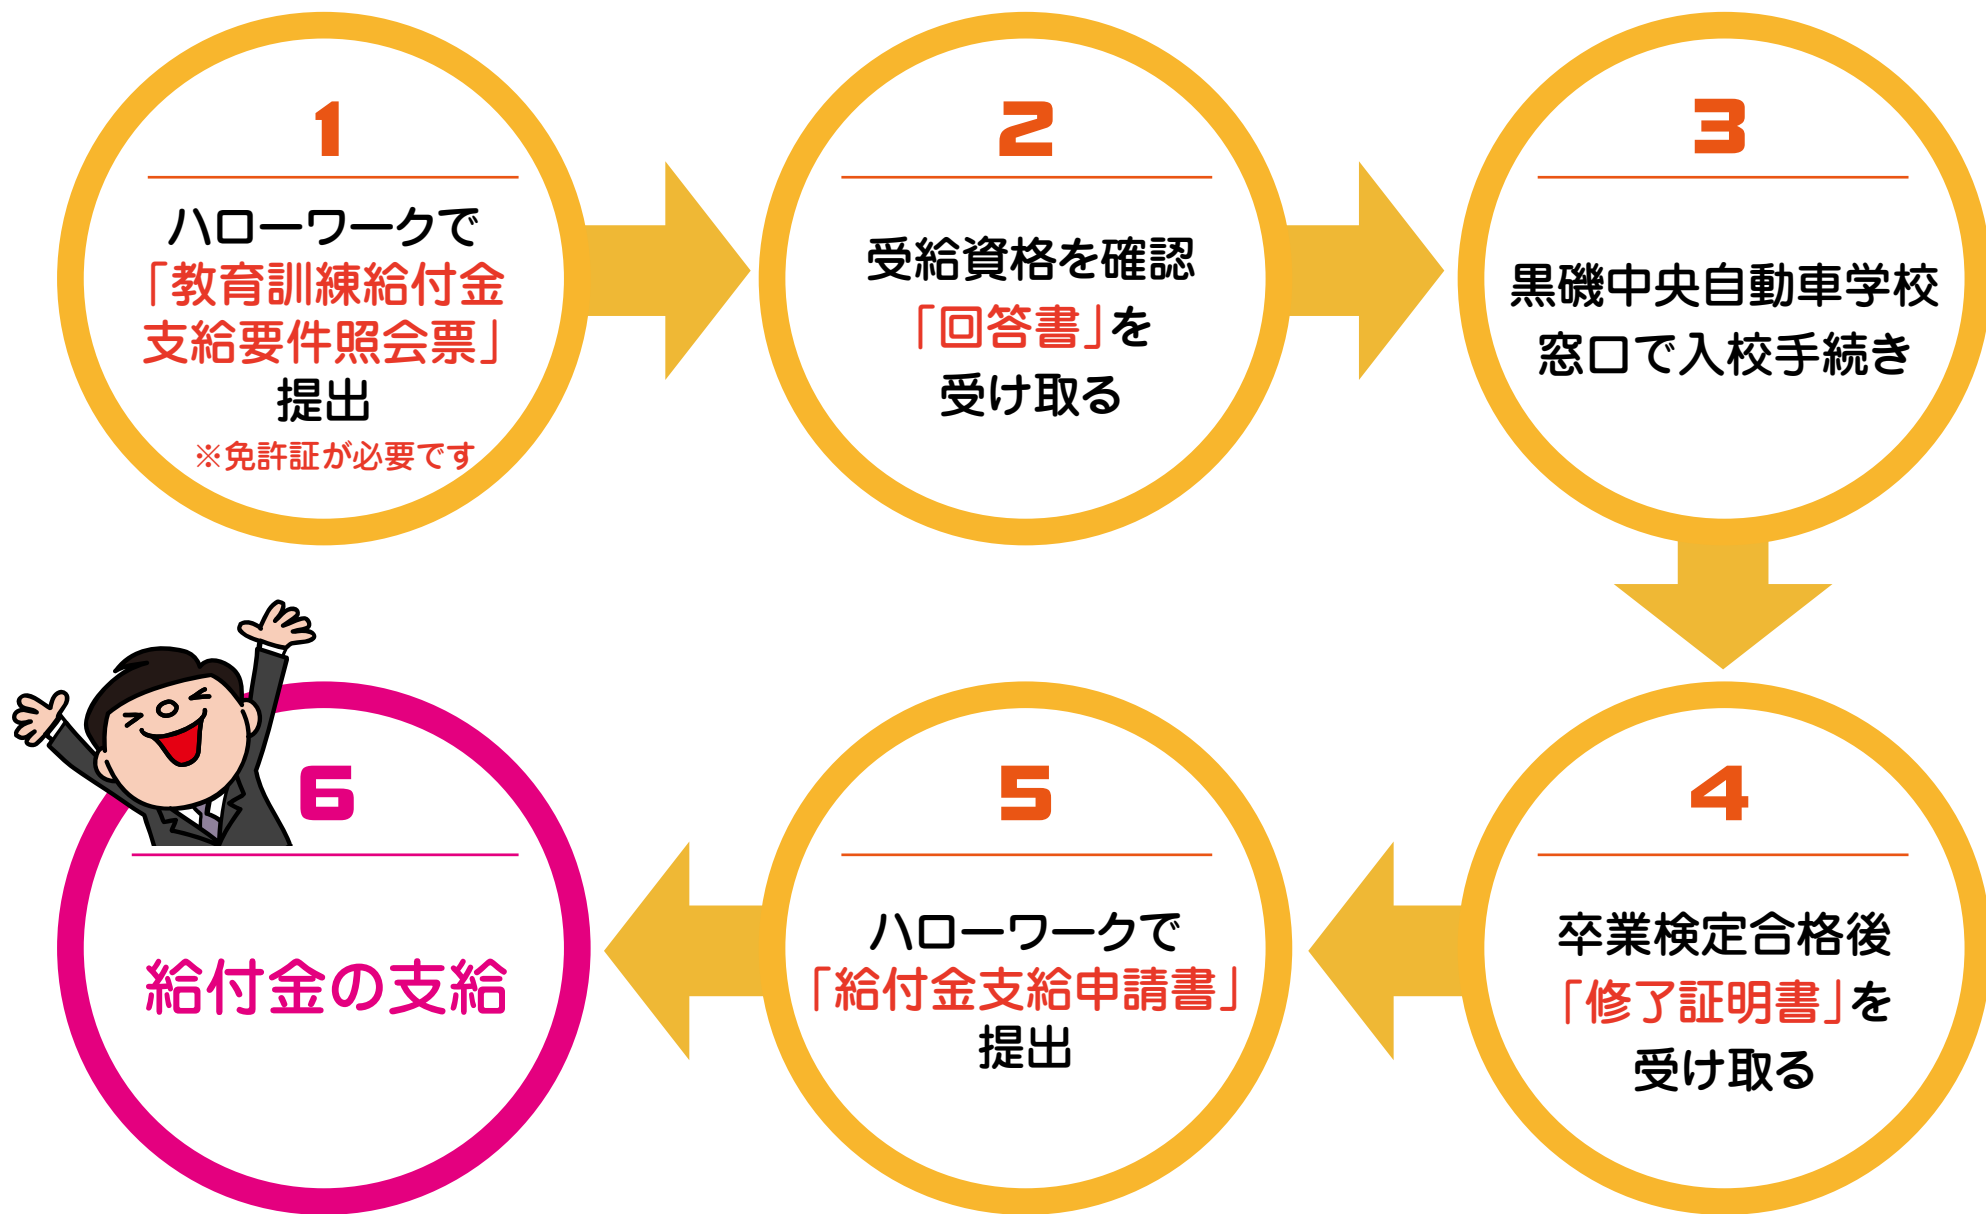 1
ハローワークで
「教育訓練給付金
支給要件照会票」
提出
※免許証が必要です
2
受給資格を確認
「回答書」を
受け取る
3
黒磯中央自動車学校
窓口で入校手続き
4
卒業検定合格後
「修了証明書」を
受け取る
5
ハローワークで
「給付金支給申請書」
提出
6
給付金の支給